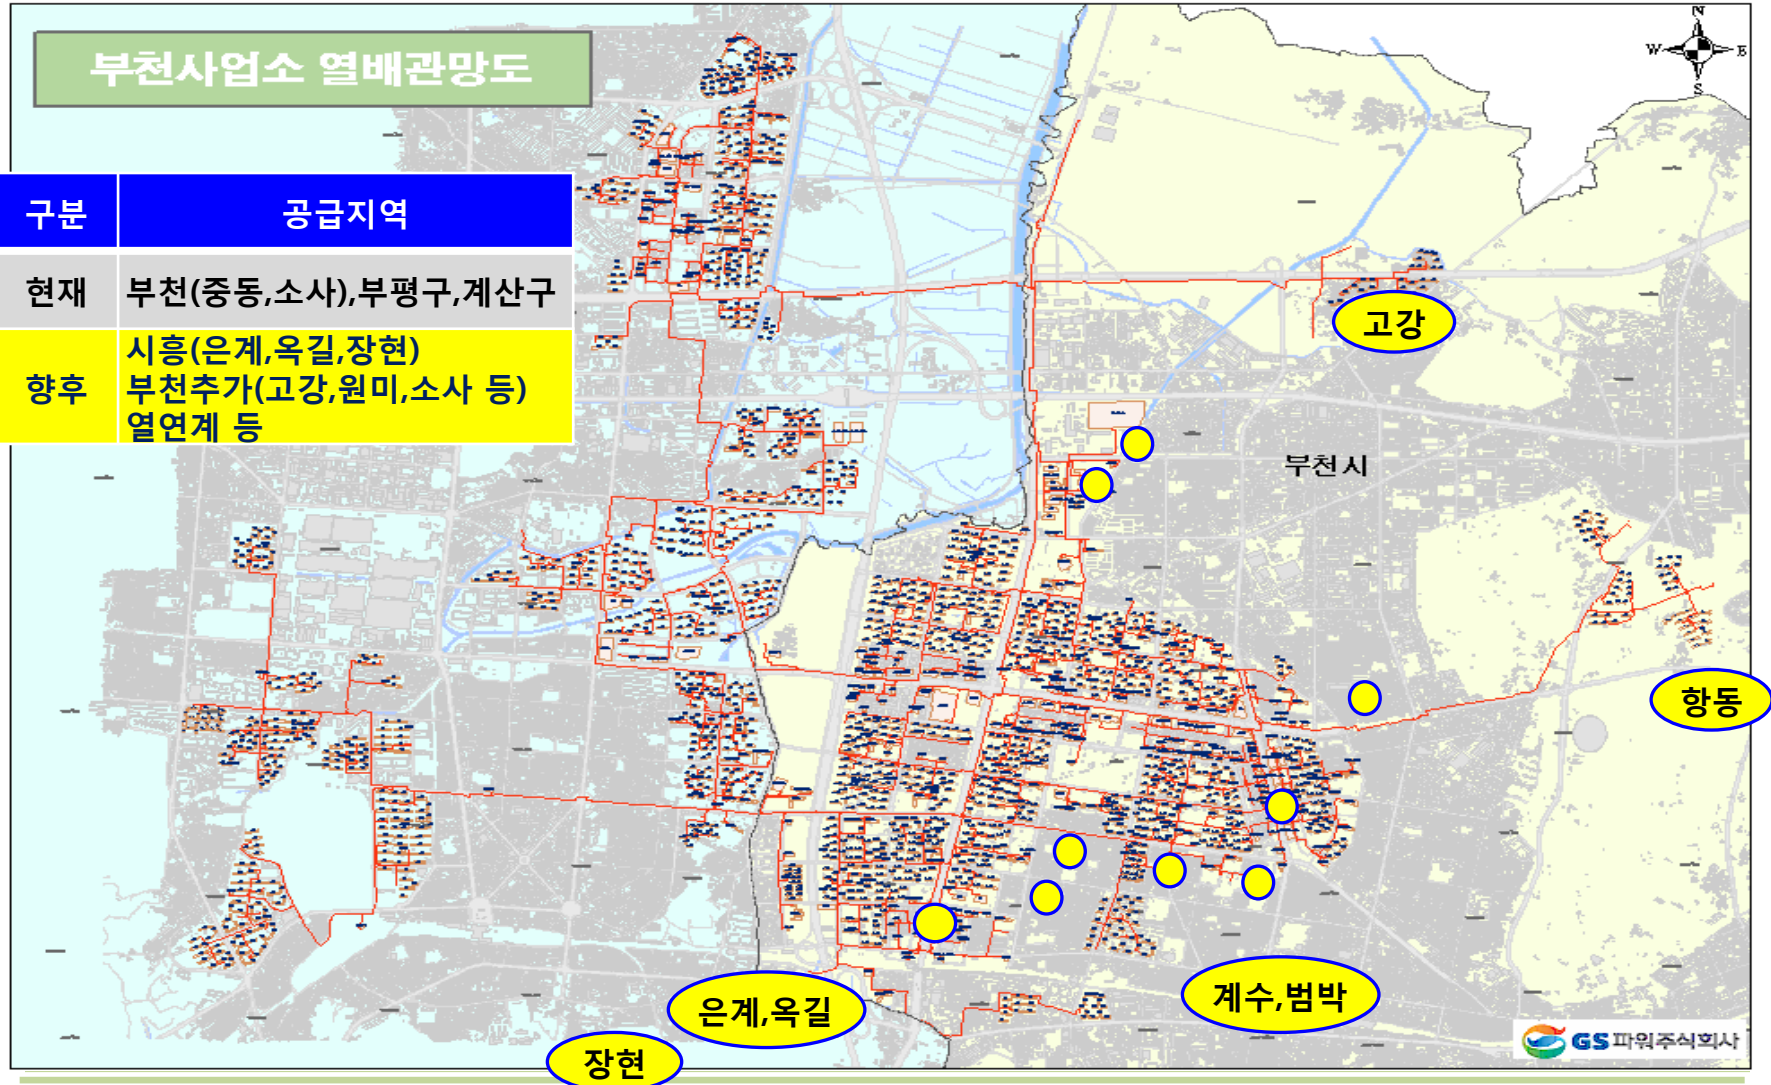 부천사업소 열배관망도
N
W E
S
구분 공급지역
현재 부천(중동,소사),부평구,계산구
향후 시흥(은계,옥길,장현)
부천추가(고강,원미,소사 등)
열연계 등
고강
부천시
항동
은계,옥길
계수,범박
장현
GS파워주식회사